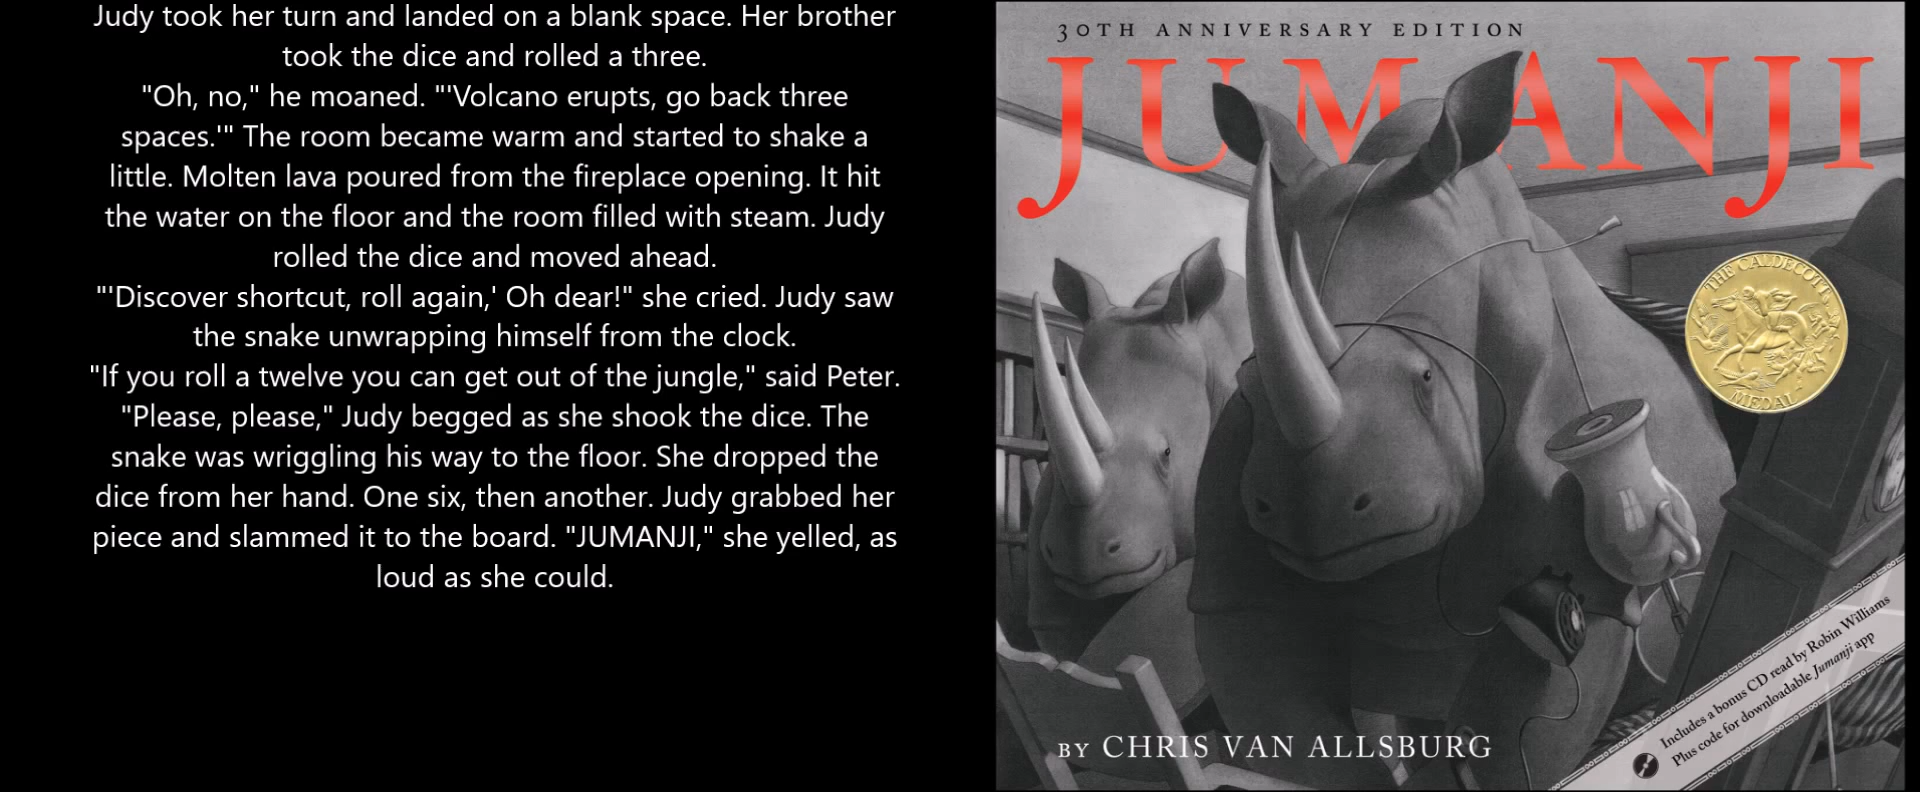 Judy took her turn and landed on a blank space. Her brother
took the dice and rolled a three.
"Oh, no," he moaned. "'Volcano erupts, go back three
spaces.'" The room became warm and started to shake a
little. Molten lava poured from the fireplace opening. It hit
the water on the floor and the room filled with steam. Judy
rolled the dice and moved ahead.
"'Discover shortcut, roll again,' Oh dear!" she cried. Judy saw
the snake unwrapping himself from the clock.
"If you roll a twelve you can get out of the jungle," said Peter.
"Please, please," Judy begged as she shook the dice. The
snake was wriggling his way to the floor. She dropped the
dice from her hand. One six, then another. Judy grabbed her
piece and slammed it to the board. "JUMANJI," she yelled, as
loud as she could.
30TH ANNIVERSARY EDITION
JUMANJI
THE CALDECOTT
MEDAL
Includes a bonus CD read by Robin Williams
Plus code for downloadable Jumanji app
BY CHRIS VAN ALLSBURG